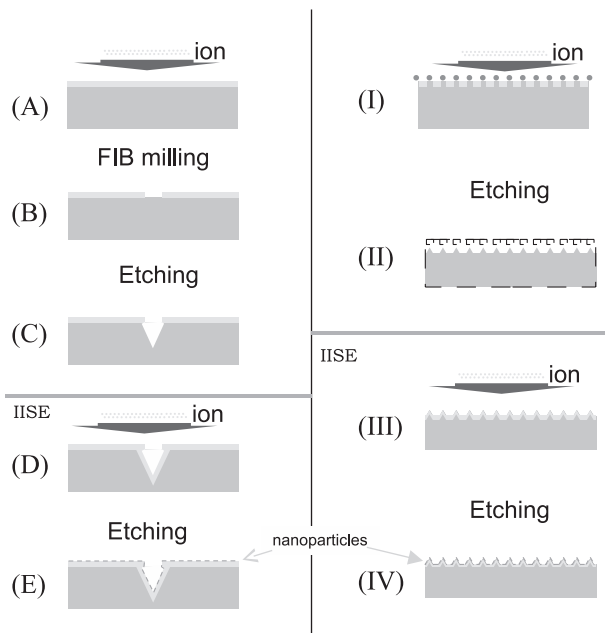 ion
(A)
FIB milling
(B)
Etching
(C)
IISE
ion
(D)
Etching
(E)
ion
(I)
Etching
(II)
IISE
ion
(III)
Etching
nanoparticles
(IV)